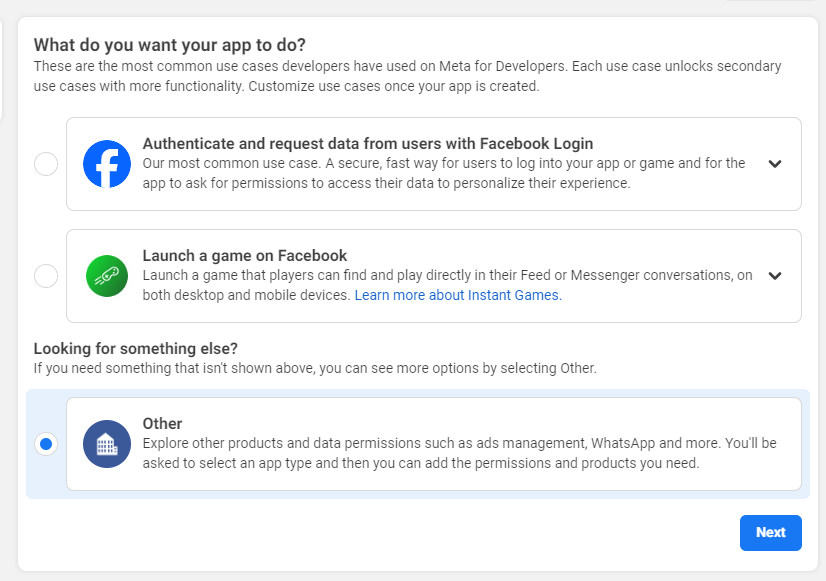 What do you want your app to do?
These are the most common use cases developers have used on Meta for Developers. Each use case unlocks secondary
use cases with more functionality. Customize use cases once your app is created.
Authenticate and request data from users with Facebook Login
Our most common use case. A secure, fast way for users to log into your app or game and for the
app to ask for permissions to access their data to personalize their experience.
Launch a game on Facebook
Launch a game that players can find and play directly in their Feed or Messenger conversations, on
both desktop and mobile devices. Learn more about Instant Games.
Looking for something else?
If you need something that isn't shown above, you can see more options by selecting Other.
Other
Explore other products and data permissions such as ads management, WhatsApp and more. You'll be
asked to select an app type and then you can add the permissions and products you need.
Next